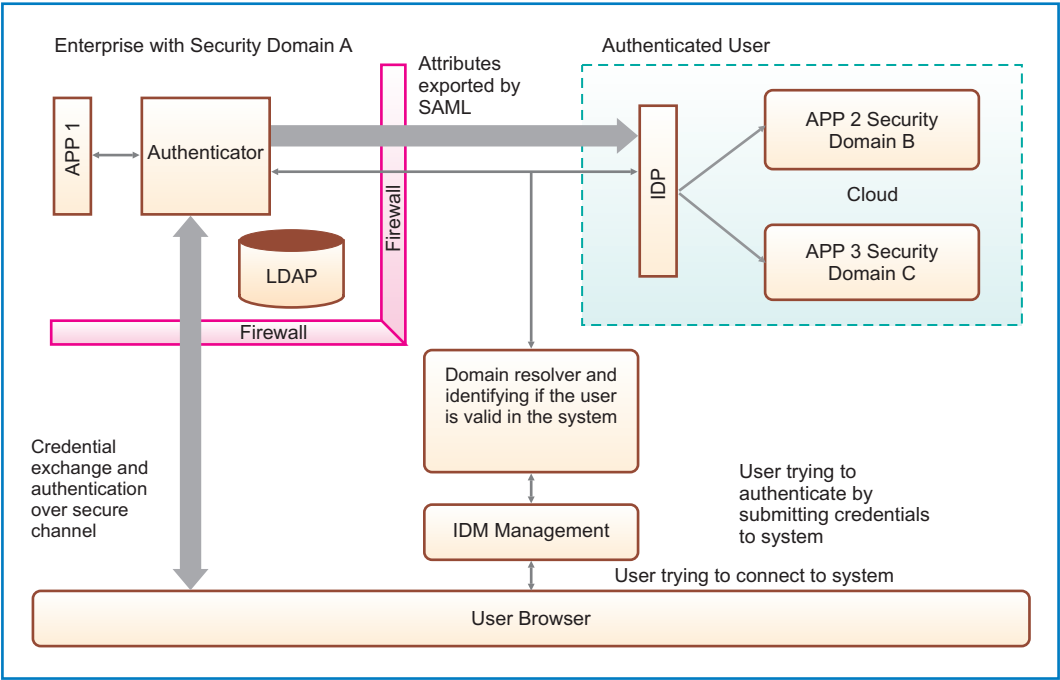 Enterprise with Security Domain A
Authenticated User
Attributes
exported by
SAML
APP 1
Authenticator
Firewall
IDP
APP 2 Security
Domain B
Cloud
APP 3 Security
Domain C
LDAP
Firewall
Domain resolver and
identifying if the user
is valid in the system
Credential
exchange and
authentication
over secure
channel
User trying to
authenticate by
submitting credentials
to system
IDM Management
User trying to connect to system
User Browser